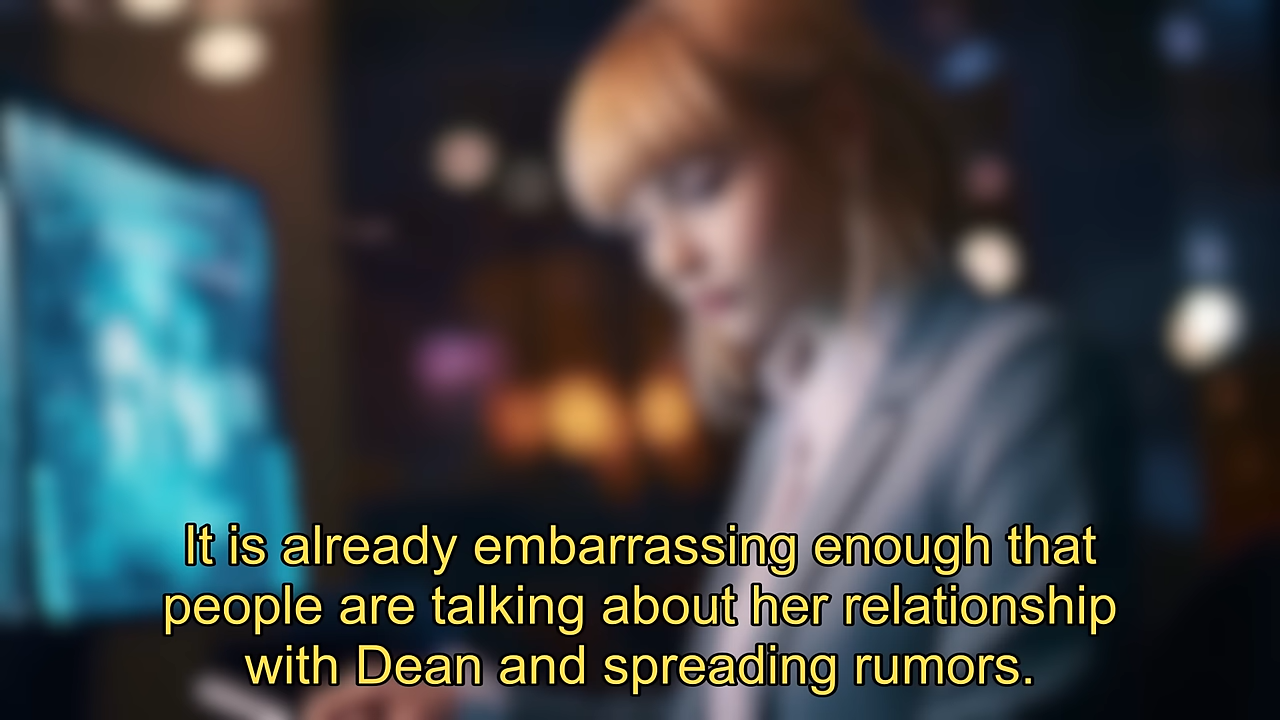 It is already embarrassing enough that
people are talking about her relationship
with Dean and spreading rumors.